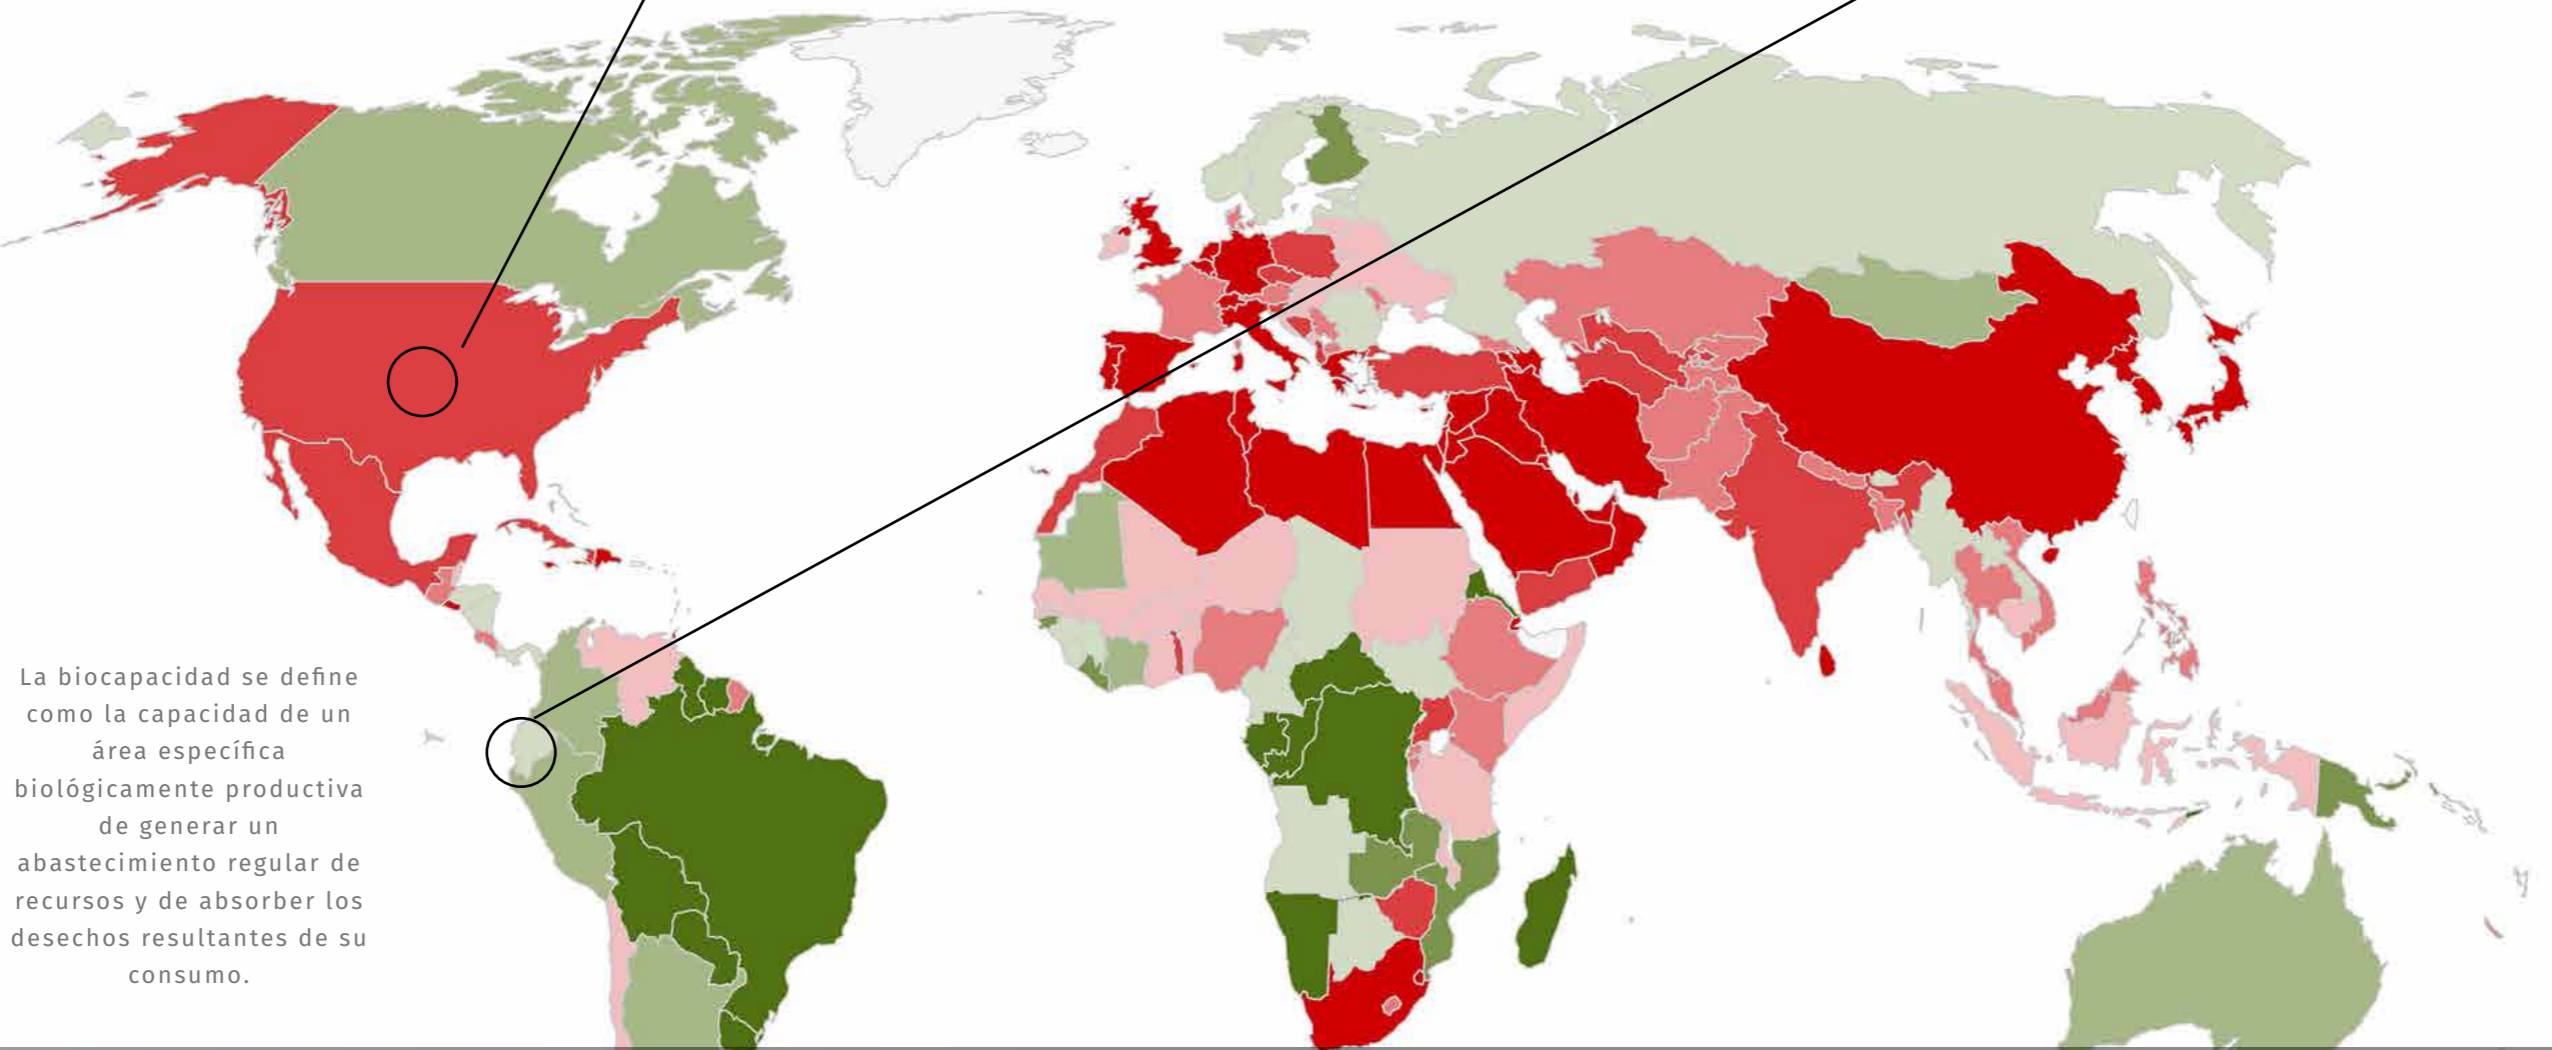 La biocapacidad se define
como la capacidad de un
área específica
biológicamente productiva
de generar un
abastecimiento regular de
recursos y de absorber los
desechos resultantes de su
consumo.